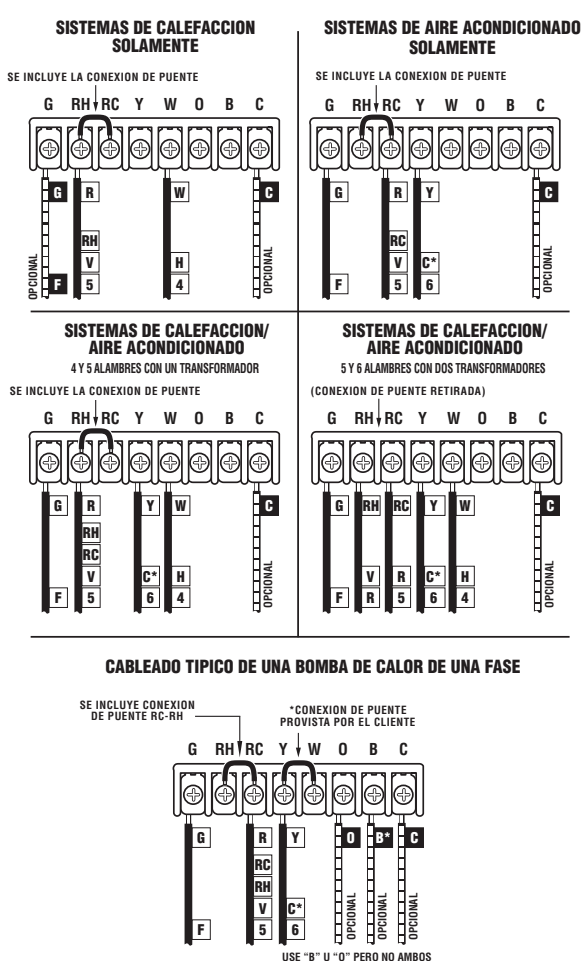 SISTEMAS DE CALEFACCION
SOLAMENTE
SE INCLUYE LA CONEXION DE PUENTE
G RH RC Y W O B C
G R W C
RH
V H
F 5 4
OPCIONAL OPCIONAL
SISTEMAS DE AIRE ACONDICIONADO
SOLAMENTE
SE INCLUYE LA CONEXION DE PUENTE
G RH RC Y W O B C
G R Y C
RC
V C*
F 5 6
OPCIONAL
SISTEMAS DE CALEFACCION/
AIRE ACONDICIONADO
4 Y 5 ALAMBRES CON UN TRANSFORMADOR
SE INCLUYE LA CONEXION DE PUENTE
G RH RC Y W O B C
G R Y W C
RH
RC
V C* H
F 5 6 4
OPCIONAL
SISTEMAS DE CALEFACCION/
AIRE ACONDICIONADO
5 Y 6 ALAMBRES CON DOS TRANSFORMADORES
(CONEXION DE PUENTE RETIRADA)
G RH RC Y W O B C
G RH RC Y W C
V R C* H
F R 5 6 4
OPCIONAL
CABLEADO TIPICO DE UNA BOMBA DE CALOR DE UNA FASE
SE INCLUYE CONEXION
DE PUENTE RC-RH
*CONEXION DE PUENTE
PROVISTA POR EL CLIENTE
G RH RC Y W O B C
G R Y O B* C
RC
RH
V C*
F 5 6
OPCIONAL OPCIONAL OPCIONAL
USE “B” U “O” PERO NO AMBOS